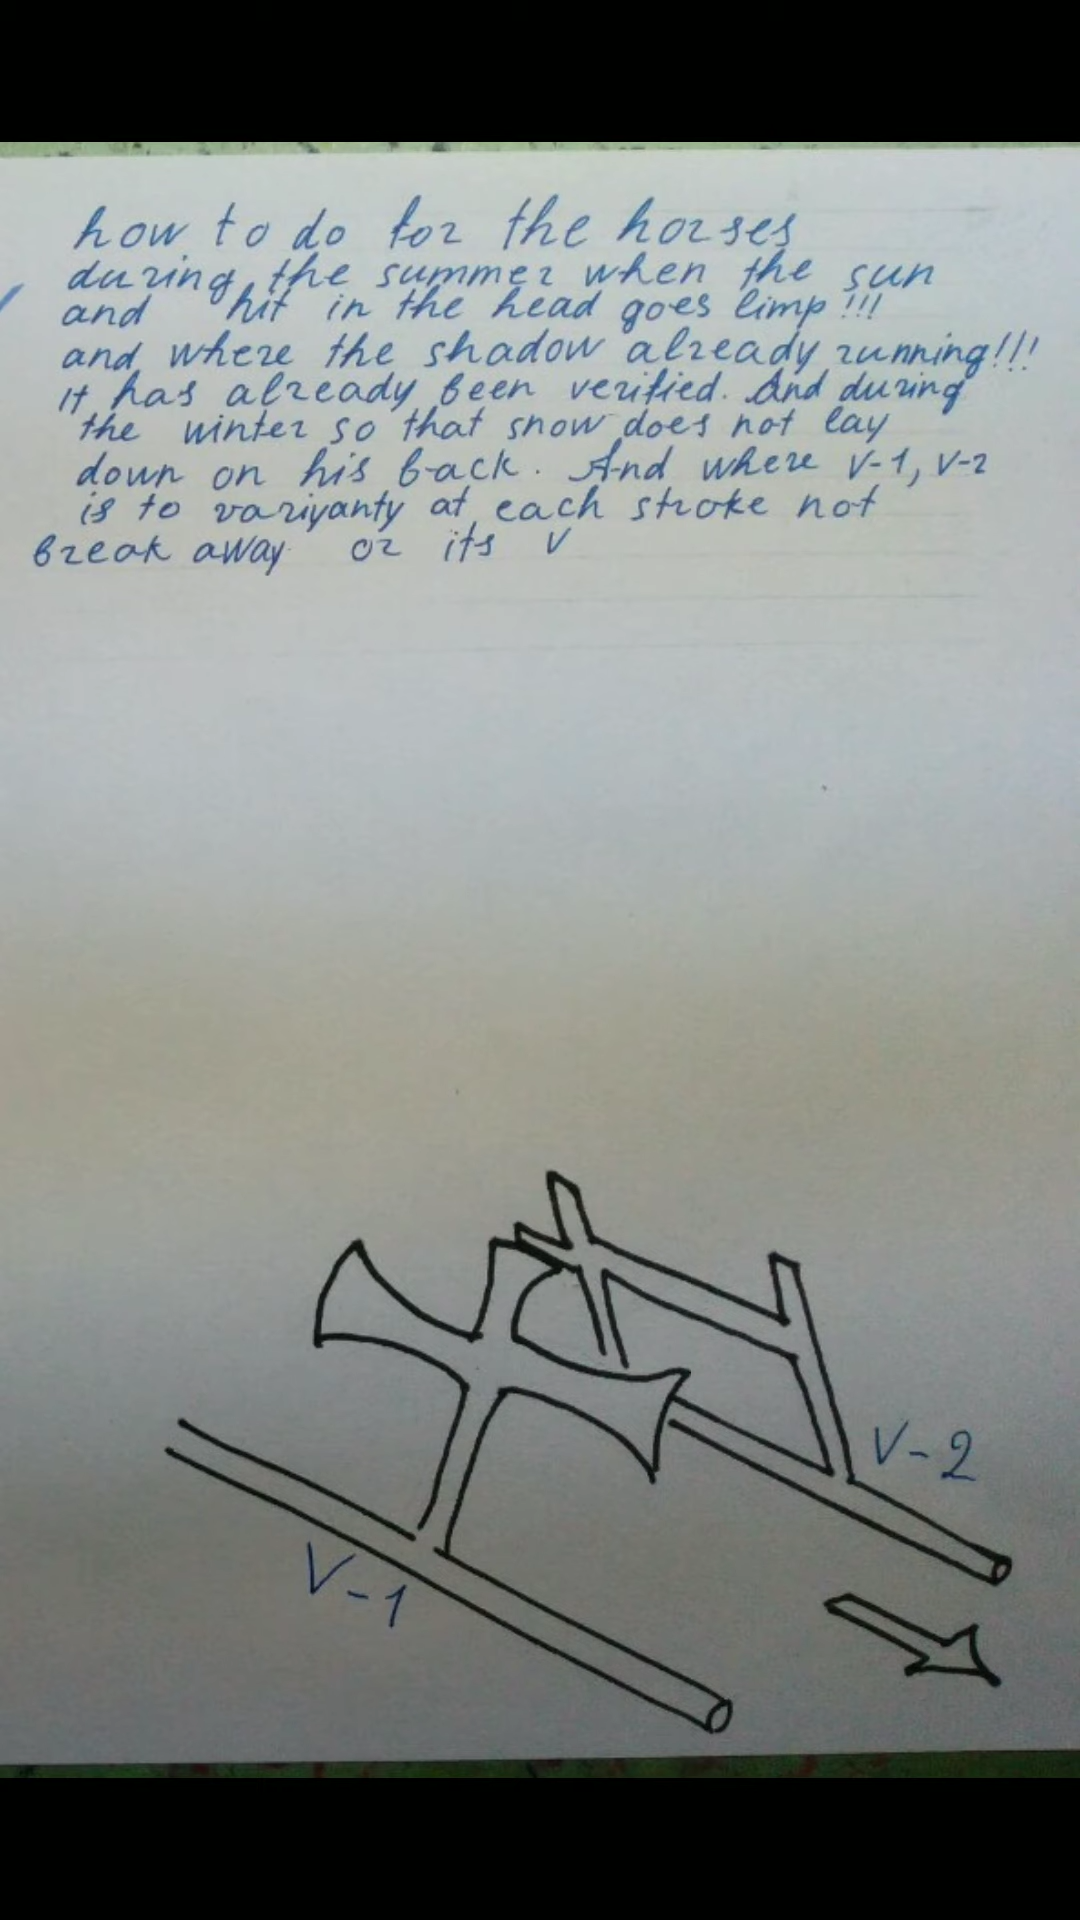 how to do for the horses
during the summer when the sun
and hit in the head goes limp!!!
and where the shadow already running!!!
it has already been verified. And during
the winter so that snow does not lay
down on his back. And where V-1, V-2
is to variyanty at each stroke not
break away or its V
V-2
V-1